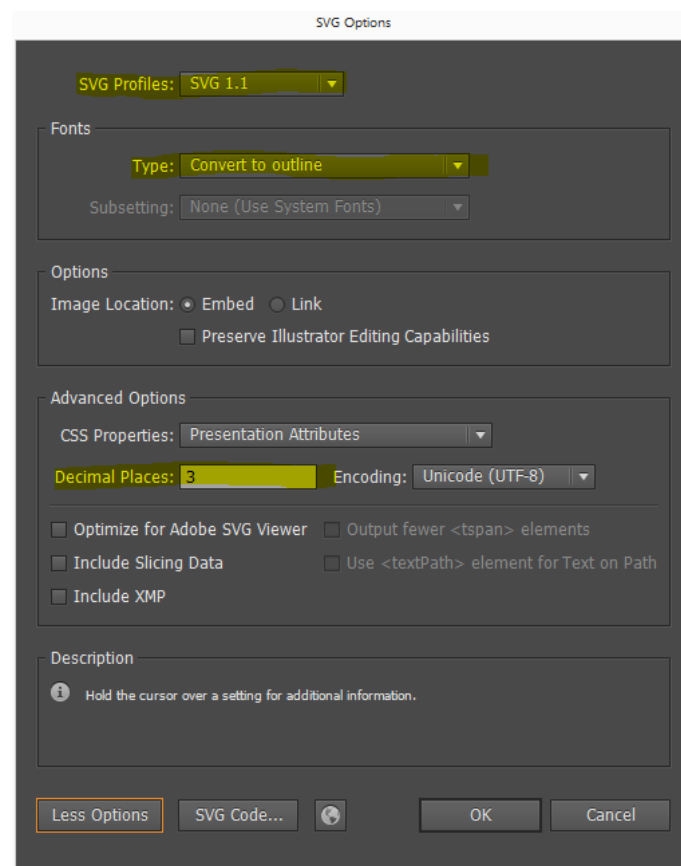 SVG Options
SVG Profiles: SVG 1.1
Fonts
Type: Convert to outline
Subsetting: None (Use System Fonts)
Options
Image Location: Embed Link
Preserve Illustrator Editing Capabilities
Advanced Options
CSS Properties: Presentation Attributes
Decimal Places: 3 Encoding: Unicode (UTF-8)
Optimize for Adobe SVG Viewer Output fewer <tspan> elements
Include Slicing Data Use <textPath> element for Text on Path
Include XMP
Description
Hold the cursor over a setting for additional information.
Less Options SVG Code... OK Cancel